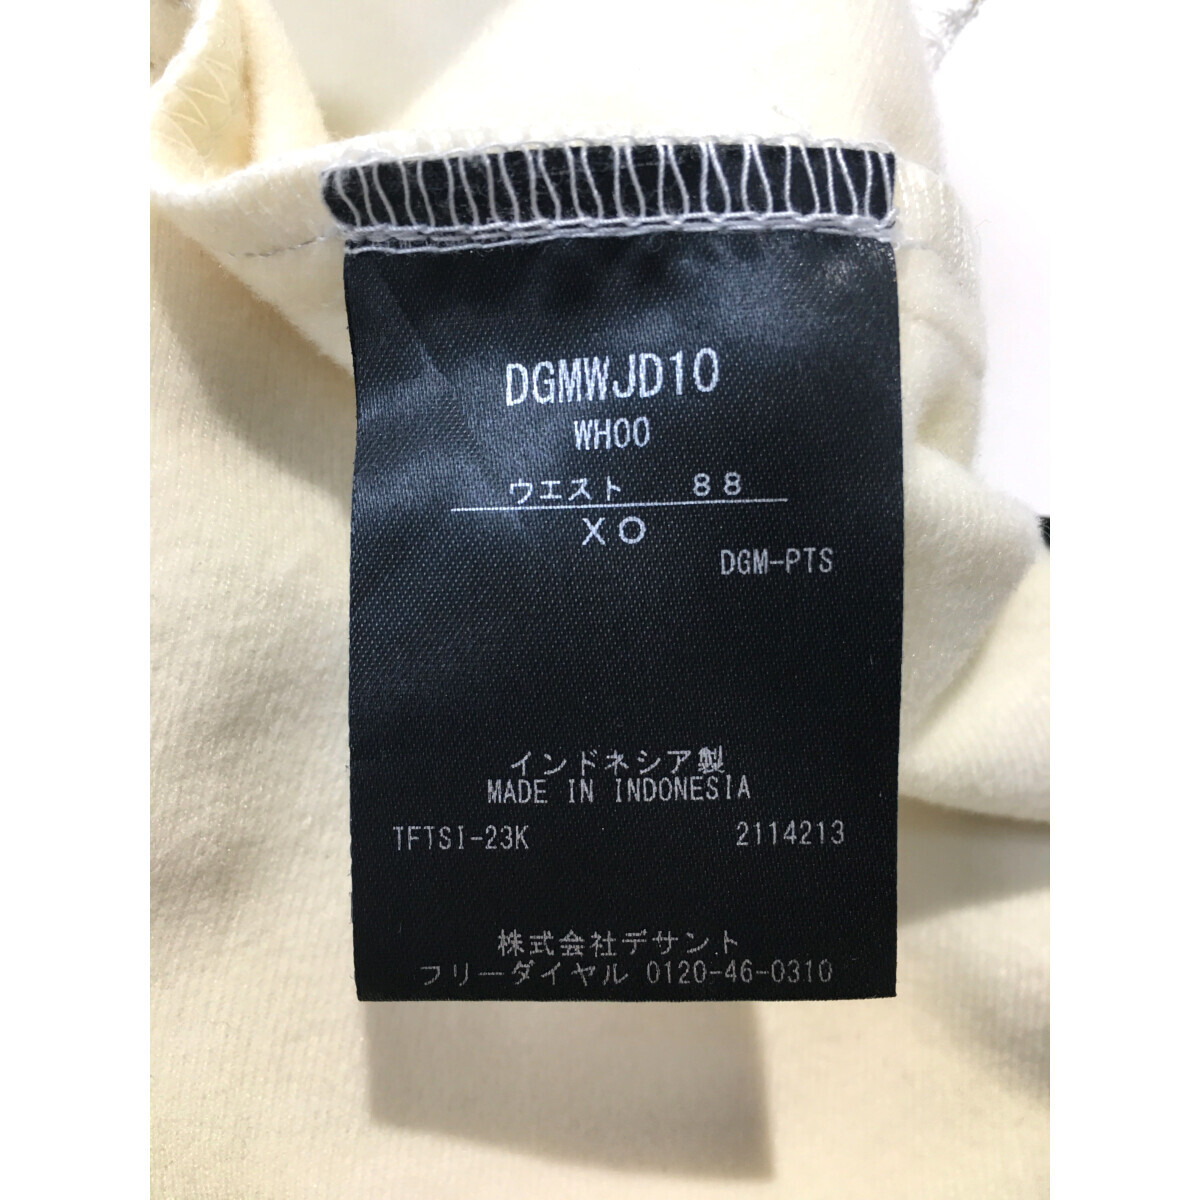 DGMWJD10
WH00
ウエスト　８８
ＸＯ
DGM-PTS
インドネシア製
MADE IN INDONESIA
TFTSI-23K 2114213
株式会社デサント
フリーダイヤル 0120-46-0310